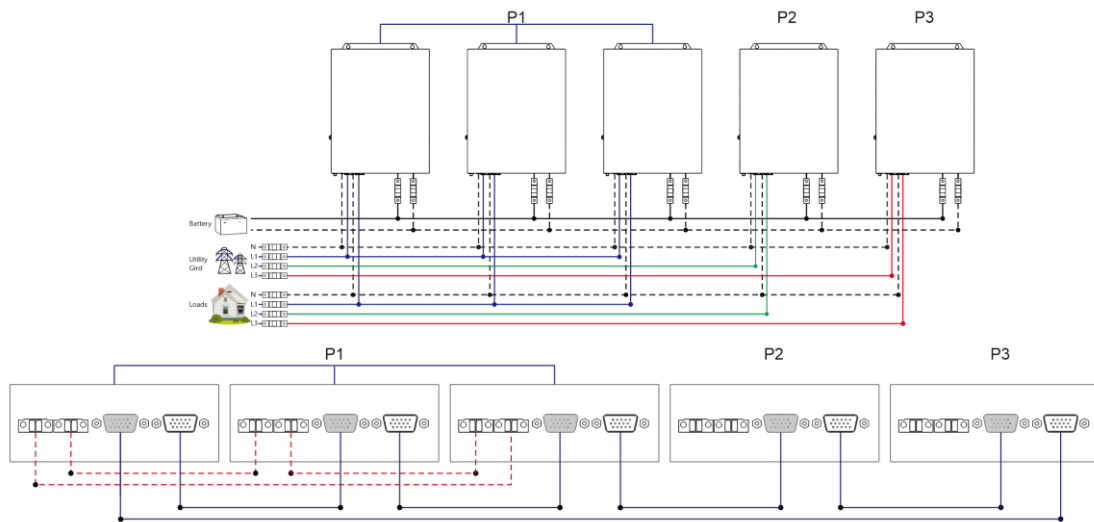 P1 P2 P3
Battery
N
Utility
Gird
L1
L2
L3
Loads
N
L1
L2
L3
P1 P2 P3